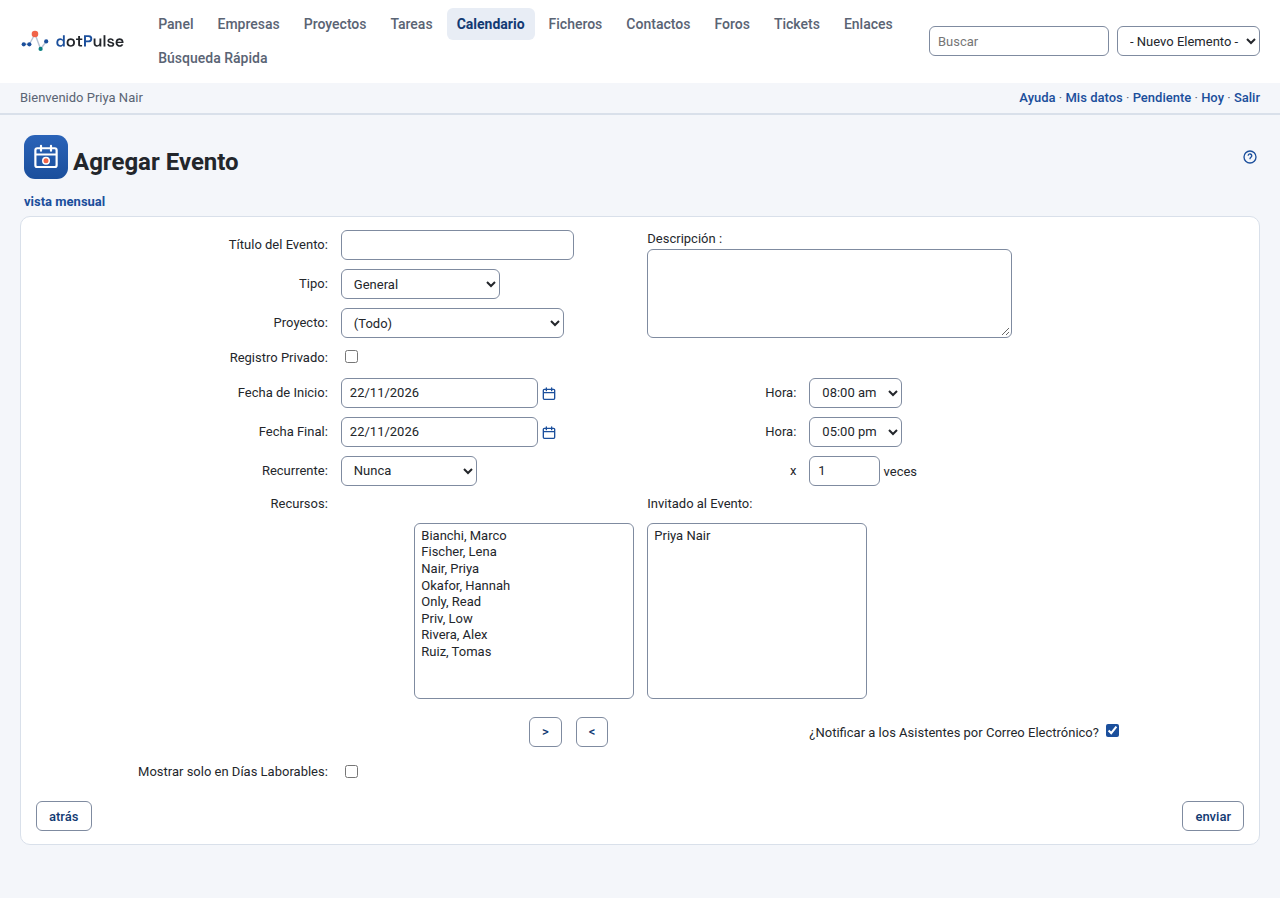 dotPulse
Panel Empresas Proyectos Tareas Calendario Ficheros Contactos Foros Tickets Enlaces
Búsqueda Rápida
Buscar
- Nuevo Elemento -
Bienvenido Priya Nair
Ayuda · Mis datos · Pendiente · Hoy · Salir
Agregar Evento
vista mensual
Título del Evento:
Descripción :
Tipo: General
Proyecto: (Todo)
Registro Privado:
Fecha de Inicio: 22/11/2026 Hora: 08:00 am
Fecha Final: 22/11/2026 Hora: 05:00 pm
Recurrente: Nunca x 1 veces
Recursos: Invitado al Evento:
Bianchi, Marco
Fischer, Lena
Nair, Priya
Okafor, Hannah
Only, Read
Priv, Low
Rivera, Alex
Ruiz, Tomas
Priya Nair
> <
¿Notificar a los Asistentes por Correo Electrónico?
Mostrar solo en Días Laborables:
atrás enviar